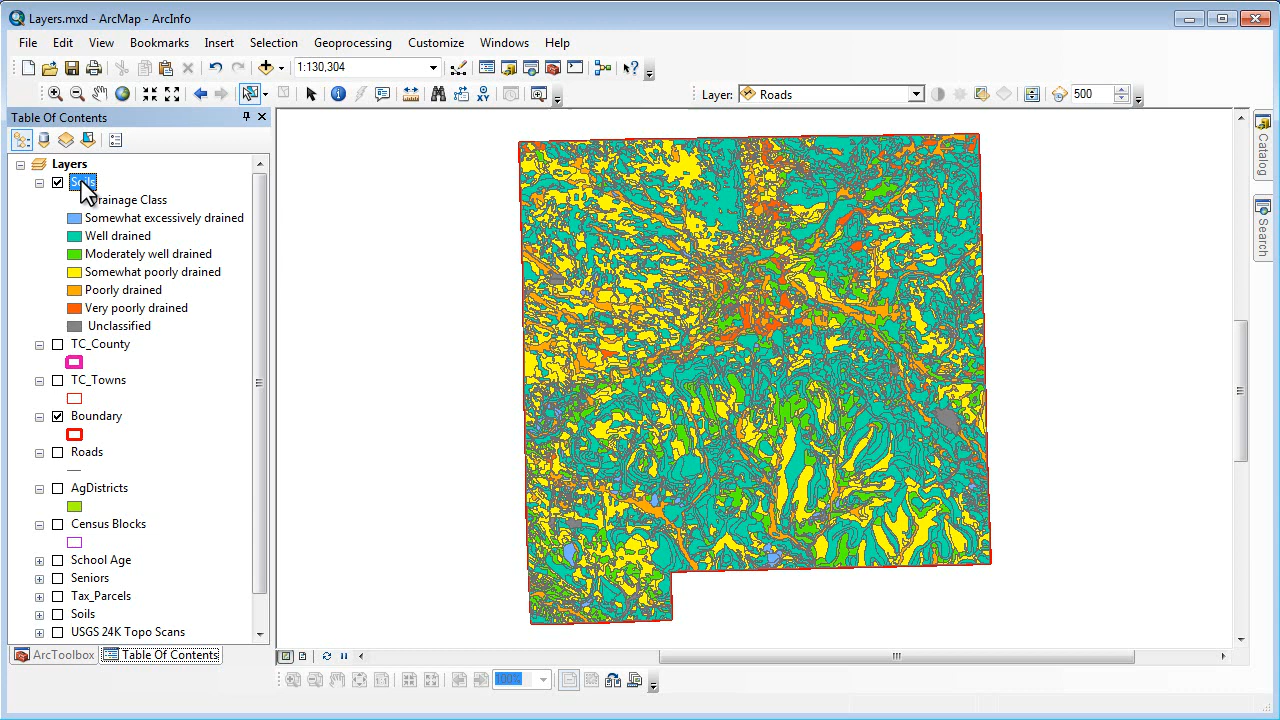 Layers.mxd - ArcMap - ArcInfo
File Edit View Bookmarks Insert Selection Geoprocessing Customize Windows Help
1:130,304
Layer: Roads 500
Table Of Contents
Layers
Soils
Drainage Class
Somewhat excessively drained
Well drained
Moderately well drained
Somewhat poorly drained
Poorly drained
Very poorly drained
Unclassified
TC_County
TC_Towns
Boundary
Roads
AgDistricts
Census Blocks
School Age
Seniors
Tax_Parcels
Soils
USGS 24K Topo Scans
ArcToolbox Table Of Contents
100%
Catalog
Search